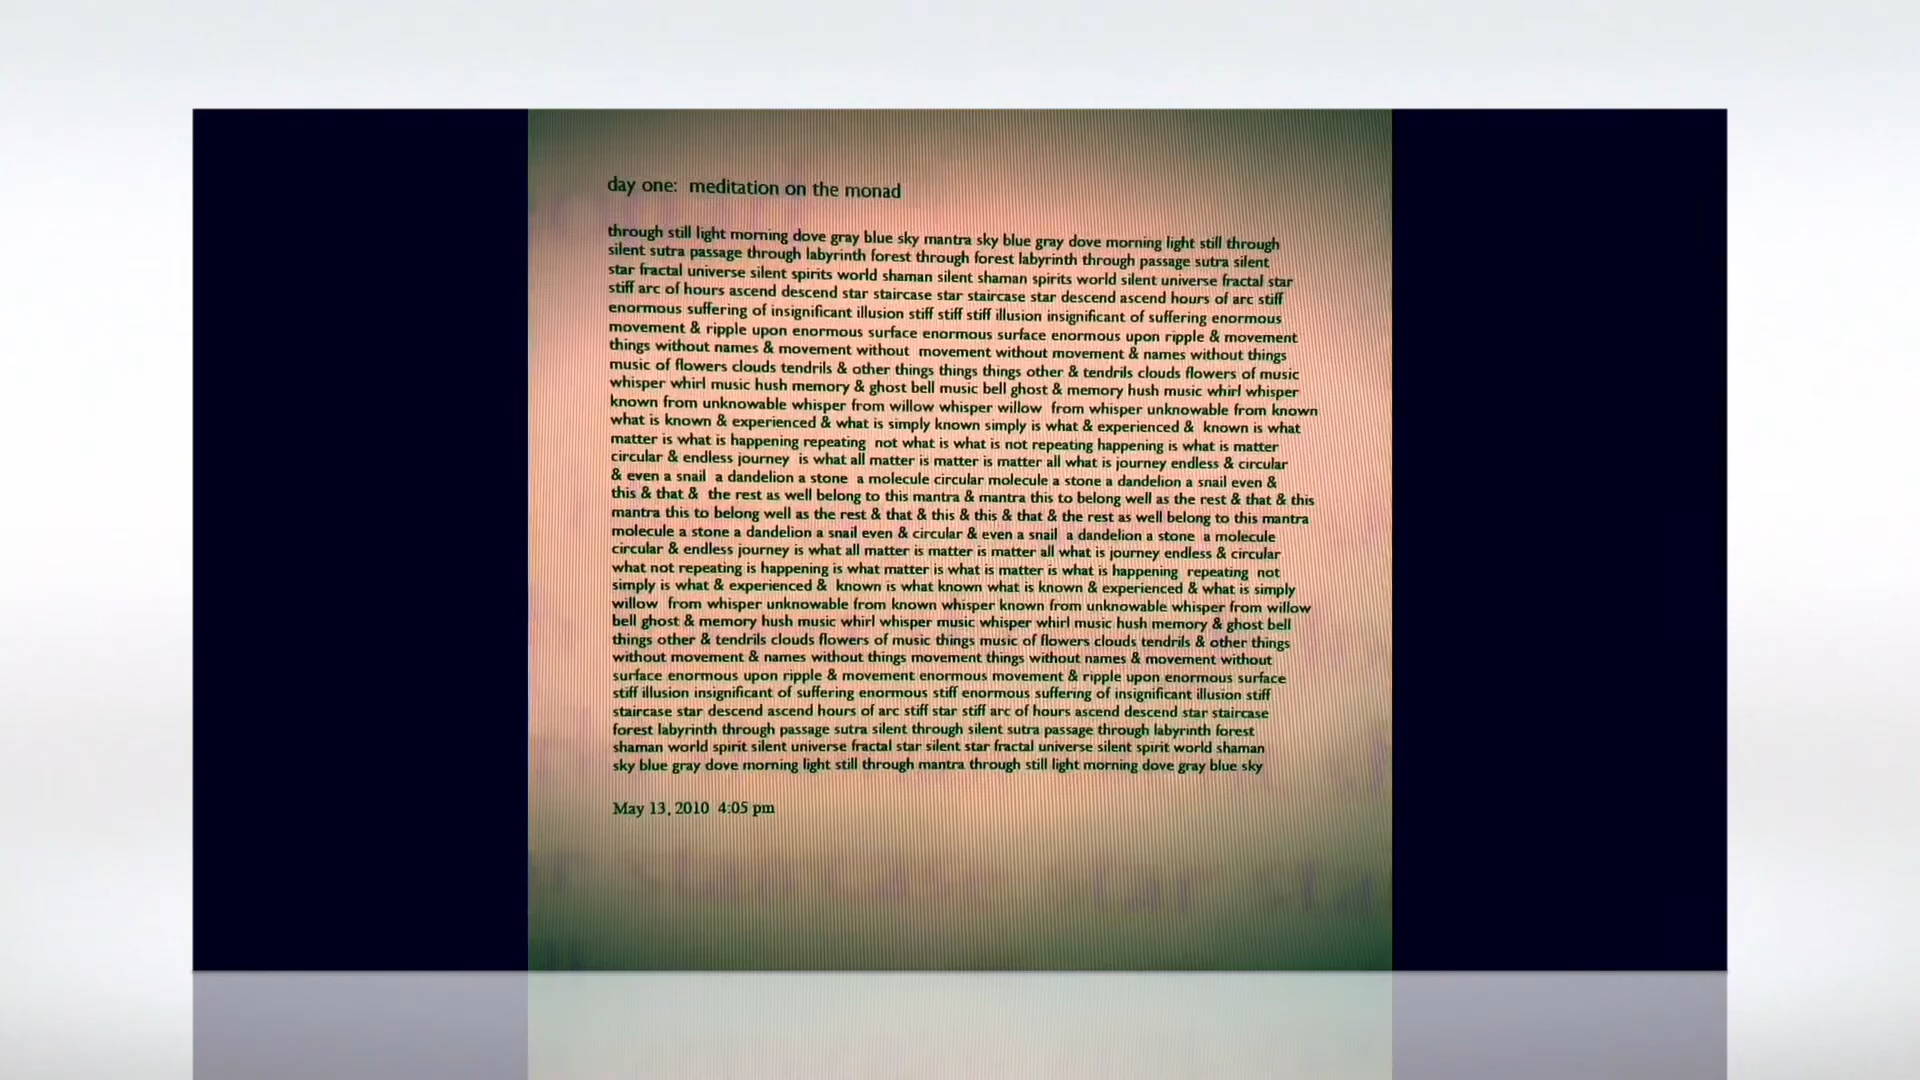 day one:  meditation on the monad
through still light morning dove gray blue sky mantra sky blue gray dove morning light still through
silent sutra passage through labyrinth forest through forest labyrinth through passage sutra silent
star fractal universe silent spirits world shaman silent shaman spirits world silent universe fractal star
stiff arc of hours ascend descend star staircase star staircase star descend ascend hours of arc stiff
enormous suffering of insignificant illusion stiff stiff stiff illusion insignificant of suffering enormous
movement & ripple upon enormous surface enormous surface enormous upon ripple & movement
things without names & movement without  movement without movement & names without things
music of flowers clouds tendrils & other things things things other & tendrils clouds flowers of music
whisper whirl music hush memory & ghost bell music bell ghost & memory hush music whirl whisper
known from unknowable whisper from willow whisper willow  from whisper unknowable from known
what is known & experienced & what is simply known simply is what & experienced &  known is what
matter is what is happening repeating  not what is what is not repeating happening is what is matter
circular & endless journey  is what all matter is matter is matter all what is journey endless & circular
& even a snail  a dandelion a stone  a molecule circular molecule a stone a dandelion a snail even &
this & that &  the rest as well belong to this mantra & mantra this to belong well as the rest & that & this
mantra this to belong well as the rest & that & this & this & that & the rest as well belong to this mantra
molecule a stone a dandelion a snail even & circular & even a snail  a dandelion a stone  a molecule
circular & endless journey is what all matter is matter is matter all what is journey endless & circular
what not repeating is happening is what matter is what is matter is what is happening  repeating  not
simply is what & experienced &  known is what known what is known & experienced & what is simply
willow  from whisper unknowable from known whisper known from unknowable whisper from willow
bell ghost & memory hush music whirl whisper music whisper whirl music hush memory & ghost bell
things other & tendrils clouds flowers of music things music of flowers clouds tendrils & other things
without movement & names without things movement things without names & movement without
surface enormous upon ripple & movement enormous movement & ripple upon enormous surface
stiff illusion insignificant of suffering enormous stiff enormous suffering of insignificant illusion stiff
staircase star descend ascend hours of arc stiff star stiff arc of hours ascend descend star staircase
forest labyrinth through passage sutra silent through silent sutra passage through labyrinth forest
shaman world spirit silent universe fractal star silent star fractal universe silent spirit world shaman
sky blue gray dove morning light still through mantra through still light morning dove gray blue sky
May 13, 2010  4:05 pm